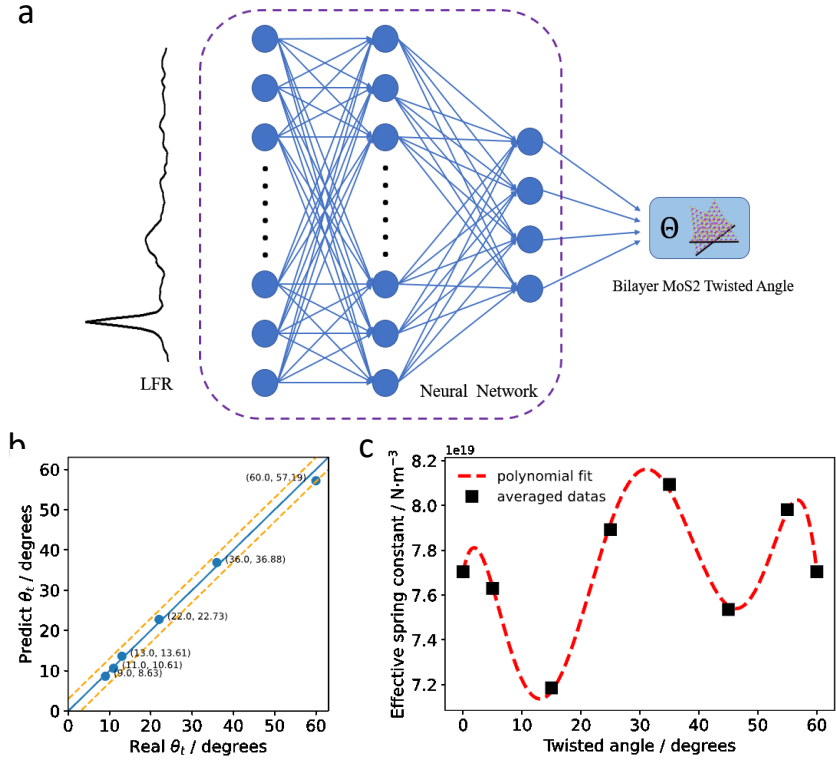 a
LFR
Neural Network
Θ
Bilayer MoS2 Twisted Angle
b
Predict θt / degrees
60
50
40
30
20
10
0
(60.0, 57.19)
(36.0, 36.88)
(22.0, 22.73)
(13.0, 13.61)
(11.0, 10.61)
(9.0, 8.63)
0 10 20 30 40 50 60
Real θt / degrees
c
1e19
Effective spring constant / N·m⁻³
8.2
8.0
7.8
7.6
7.4
7.2
polynomial fit
averaged datas
0 10 20 30 40 50 60
Twisted angle / degrees